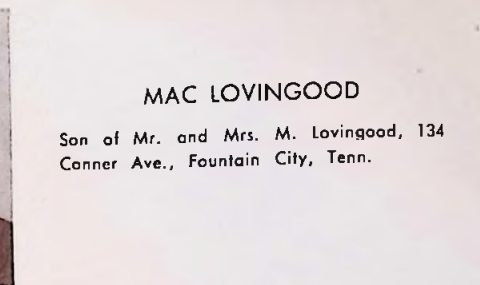 MAC LOVINGOOD
Son of Mr. and Mrs. M. Lovingood, 134
Conner Ave., Fountain City, Tenn.